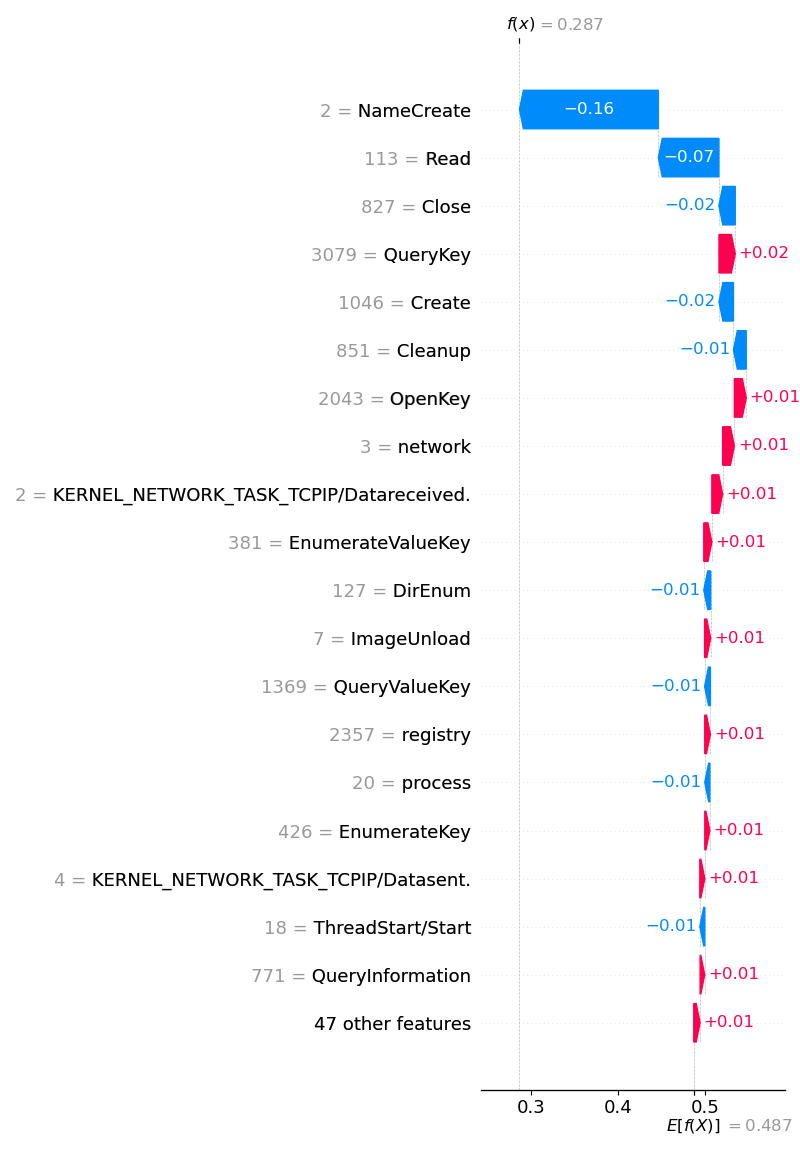 f(x) = 0.287
2 = NameCreate −0.16
113 = Read −0.07
827 = Close −0.02
3079 = QueryKey +0.02
1046 = Create −0.02
851 = Cleanup −0.01
2043 = OpenKey +0.01
3 = network +0.01
2 = KERNEL_NETWORK_TASK_TCPIP/Datareceived. +0.01
381 = EnumerateValueKey +0.01
127 = DirEnum −0.01
7 = ImageUnload +0.01
1369 = QueryValueKey −0.01
2357 = registry +0.01
20 = process −0.01
426 = EnumerateKey +0.01
4 = KERNEL_NETWORK_TASK_TCPIP/Datasent. +0.01
18 = ThreadStart/Start −0.01
771 = QueryInformation +0.01
47 other features +0.01
0.3 0.4 0.5
E[f(X)] = 0.487